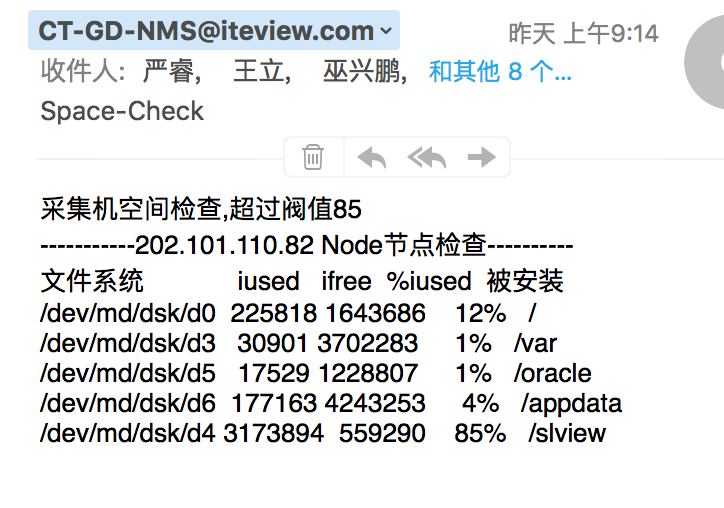 CT-GD-NMS@iteview.com
昨天 上午9:14
收件人: 严睿, 王立, 巫兴鹏, 和其他 8 个...
Space-Check
采集机空间检查,超过阀值85
-----------202.101.110.82 Node节点检查----------
文件系统 iused ifree %iused 被安装
/dev/md/dsk/d0 225818 1643686 12% /
/dev/md/dsk/d3 30901 3702283 1% /var
/dev/md/dsk/d5 17529 1228807 1% /oracle
/dev/md/dsk/d6 177163 4243253 4% /appdata
/dev/md/dsk/d4 3173894 559290 85% /slview